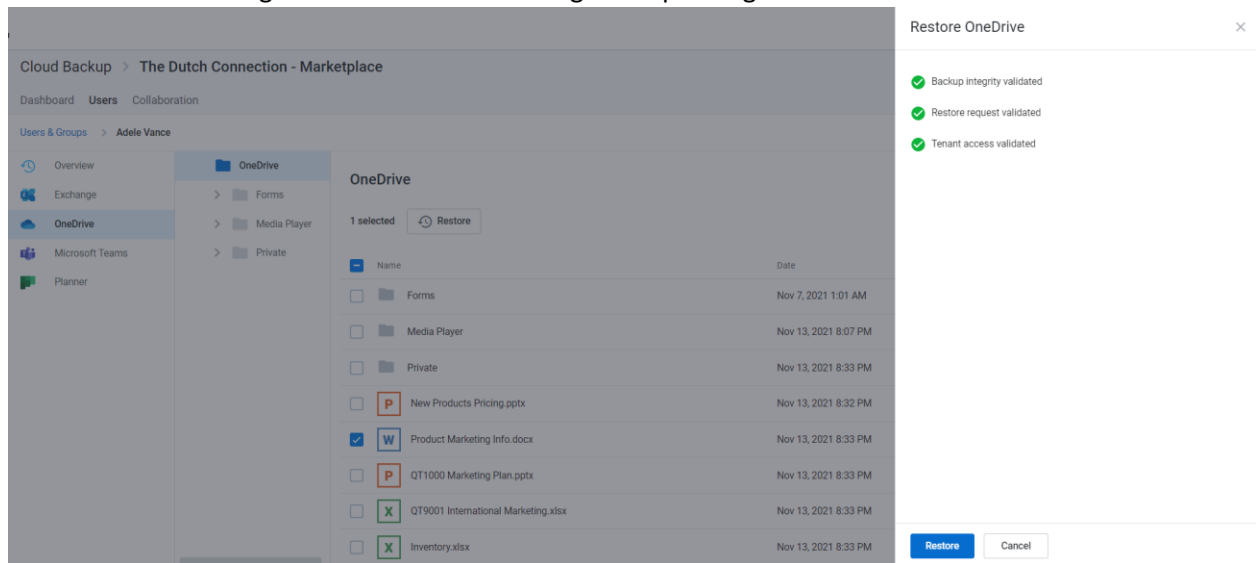 Restore OneDrive
Cloud Backup > The Dutch Connection - Marketplace
Backup integrity validated
Dashboard Users Collaboration
Restore request validated
Users & Groups > Adele Vance
Tenant access validated
Overview
Exchange
OneDrive
Microsoft Teams
Planner
OneDrive
> Forms
> Media Player
> Private
OneDrive
1 selected Restore
Name Date
Forms Nov 7, 2021 1:01 AM
Media Player Nov 13, 2021 8:07 PM
Private Nov 13, 2021 8:33 PM
P New Products Pricing.pptx Nov 13, 2021 8:32 PM
W Product Marketing Info.docx Nov 13, 2021 8:33 PM
P QT1000 Marketing Plan.pptx Nov 13, 2021 8:33 PM
X QT9001 International Marketing.xlsx Nov 13, 2021 8:33 PM
X Inventory.xlsx Nov 13, 2021 8:33 PM
Restore Cancel